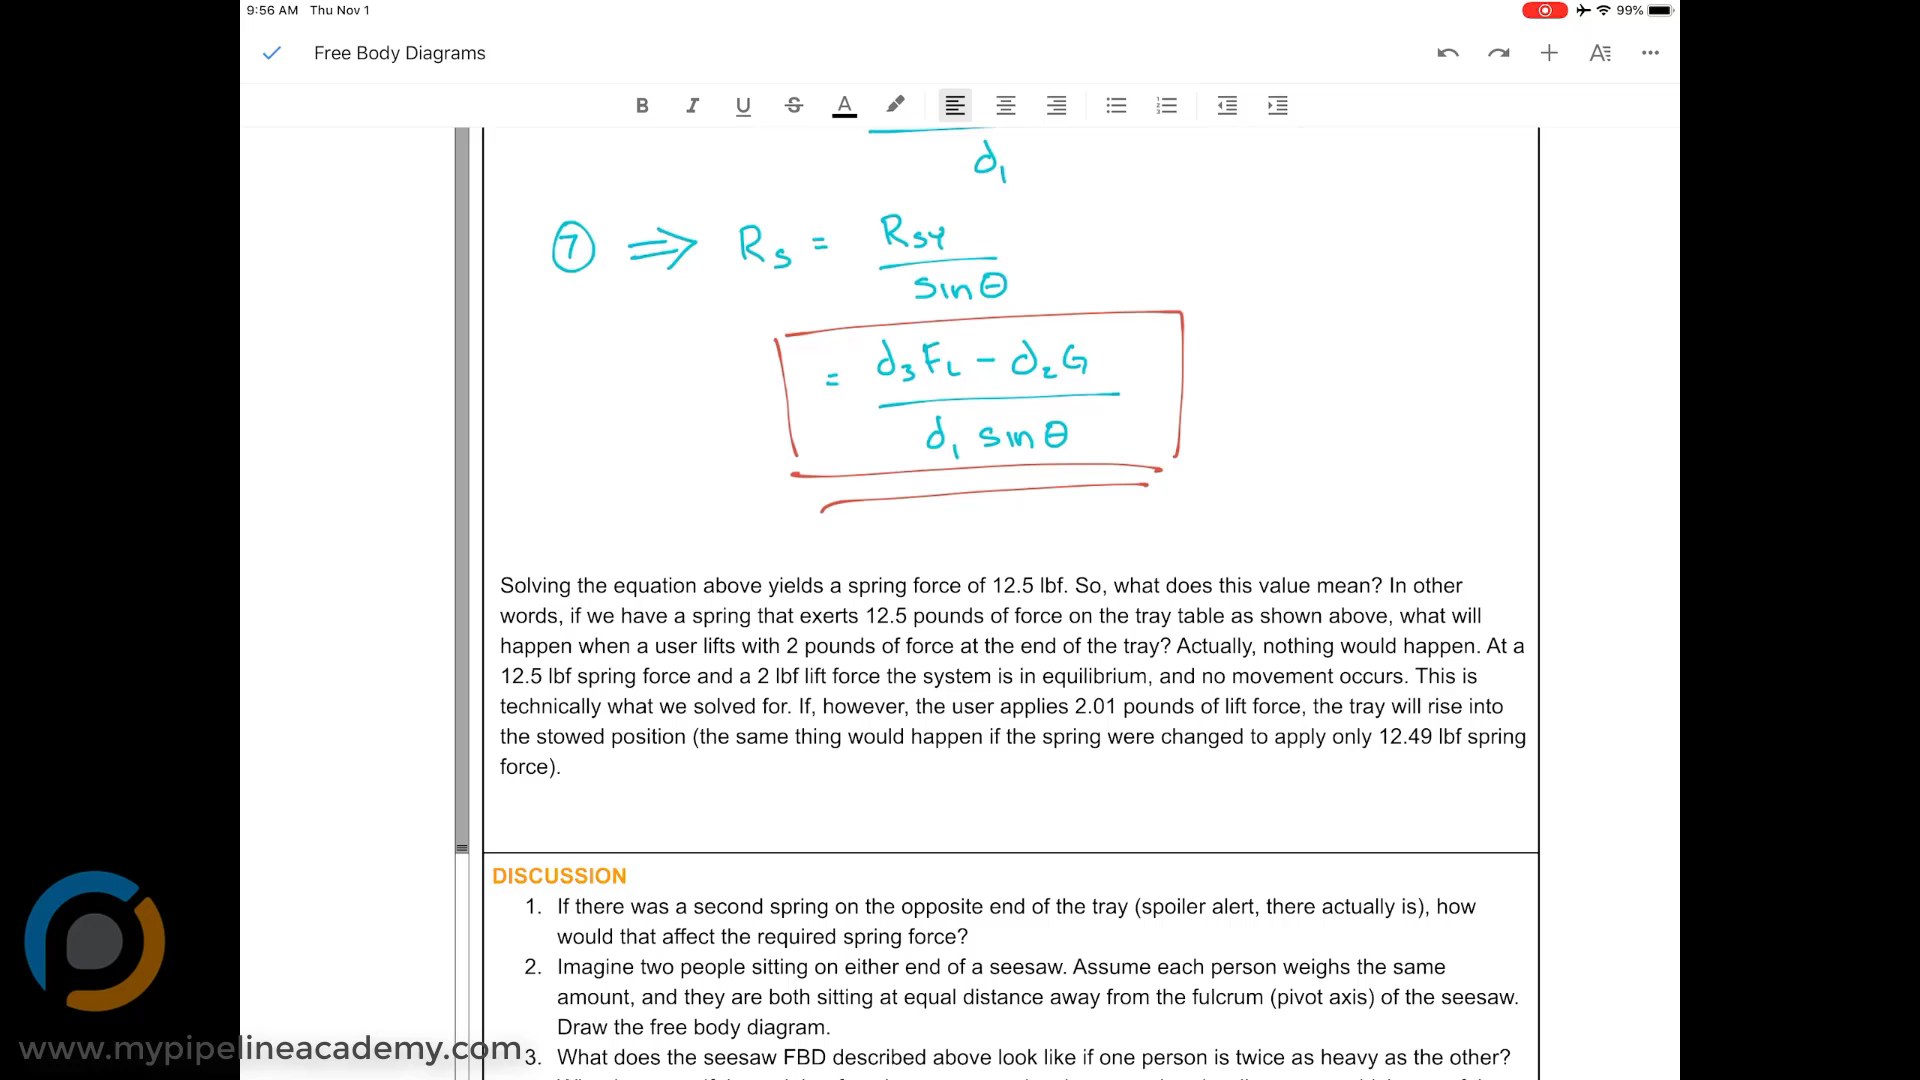 9:56 AM Thu Nov 1
99%
Free Body Diagrams
B I U S A
d₁
⑦ ⇒ Rs = Rsy / sin θ
= d₃FL - d₂G / d₁ sin θ
Solving the equation above yields a spring force of 12.5 lbf. So, what does this value mean? In other
words, if we have a spring that exerts 12.5 pounds of force on the tray table as shown above, what will
happen when a user lifts with 2 pounds of force at the end of the tray? Actually, nothing would happen. At a
12.5 lbf spring force and a 2 lbf lift force the system is in equilibrium, and no movement occurs. This is
technically what we solved for. If, however, the user applies 2.01 pounds of lift force, the tray will rise into
the stowed position (the same thing would happen if the spring were changed to apply only 12.49 lbf spring
force).
DISCUSSION
1. If there was a second spring on the opposite end of the tray (spoiler alert, there actually is), how
would that affect the required spring force?
2. Imagine two people sitting on either end of a seesaw. Assume each person weighs the same
amount, and they are both sitting at equal distance away from the fulcrum (pivot axis) of the seesaw.
Draw the free body diagram.
3. What does the seesaw FBD described above look like if one person is twice as heavy as the other?
www.mypipelineacademy.com